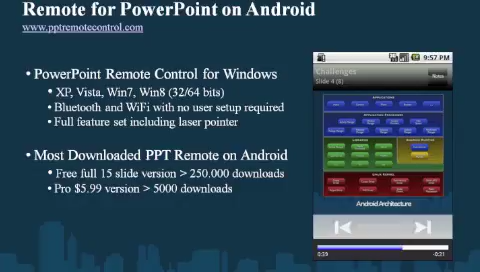 Remote for PowerPoint on Android
www.pptremotecontrol.com
• PowerPoint Remote Control for Windows
• XP, Vista, Win7, Win8 (32/64 bits)
• Bluetooth and WiFi with no user setup required
• Full feature set including laser pointer
• Most Downloaded PPT Remote on Android
• Free full 15 slide version > 250.000 downloads
• Pro $5.99 version > 5000 downloads
9:57 PM
Challenges
Slide 4 (8)
Notes
Android Architecture
0:39
-0:21